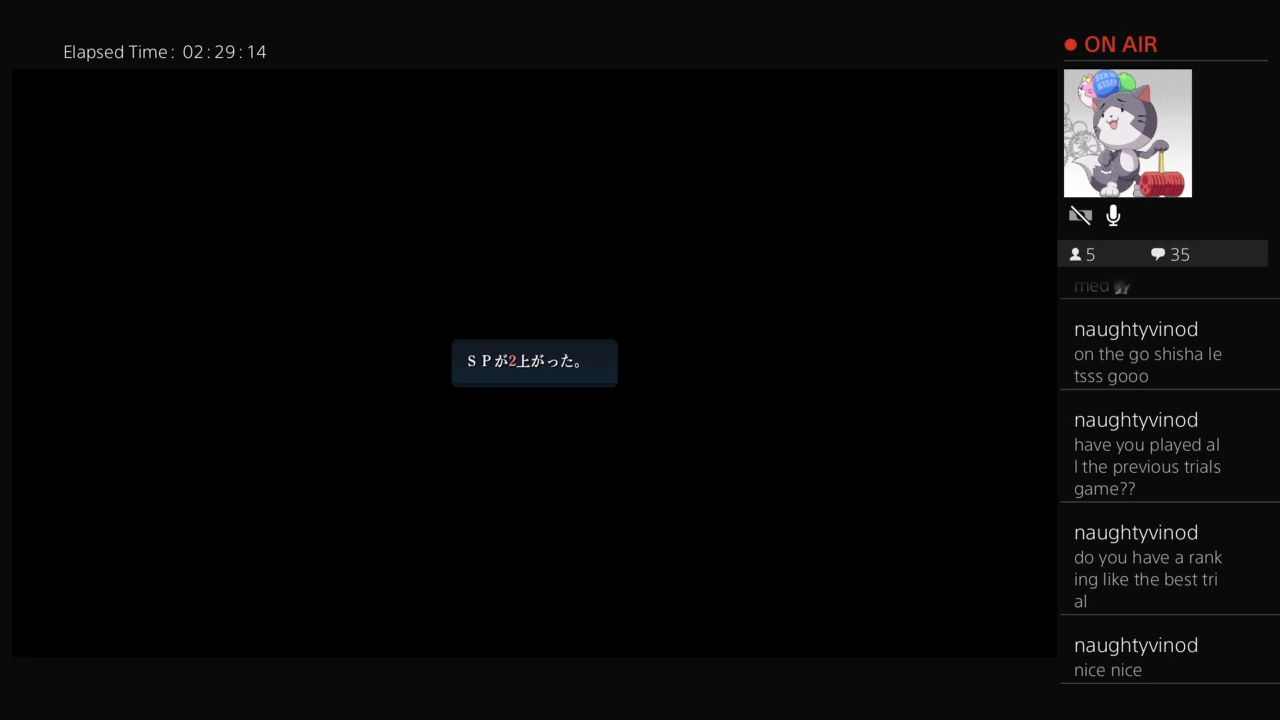 Elapsed Time: 02:29:14
ON AIR
5 35
med
naughtyvinod
on the go shisha le
tsss gooo
naughtyvinod
have you played al
l the previous trials
game??
naughtyvinod
do you have a rank
ing like the best tri
al
naughtyvinod
nice nice
ＳＰが2上がった。